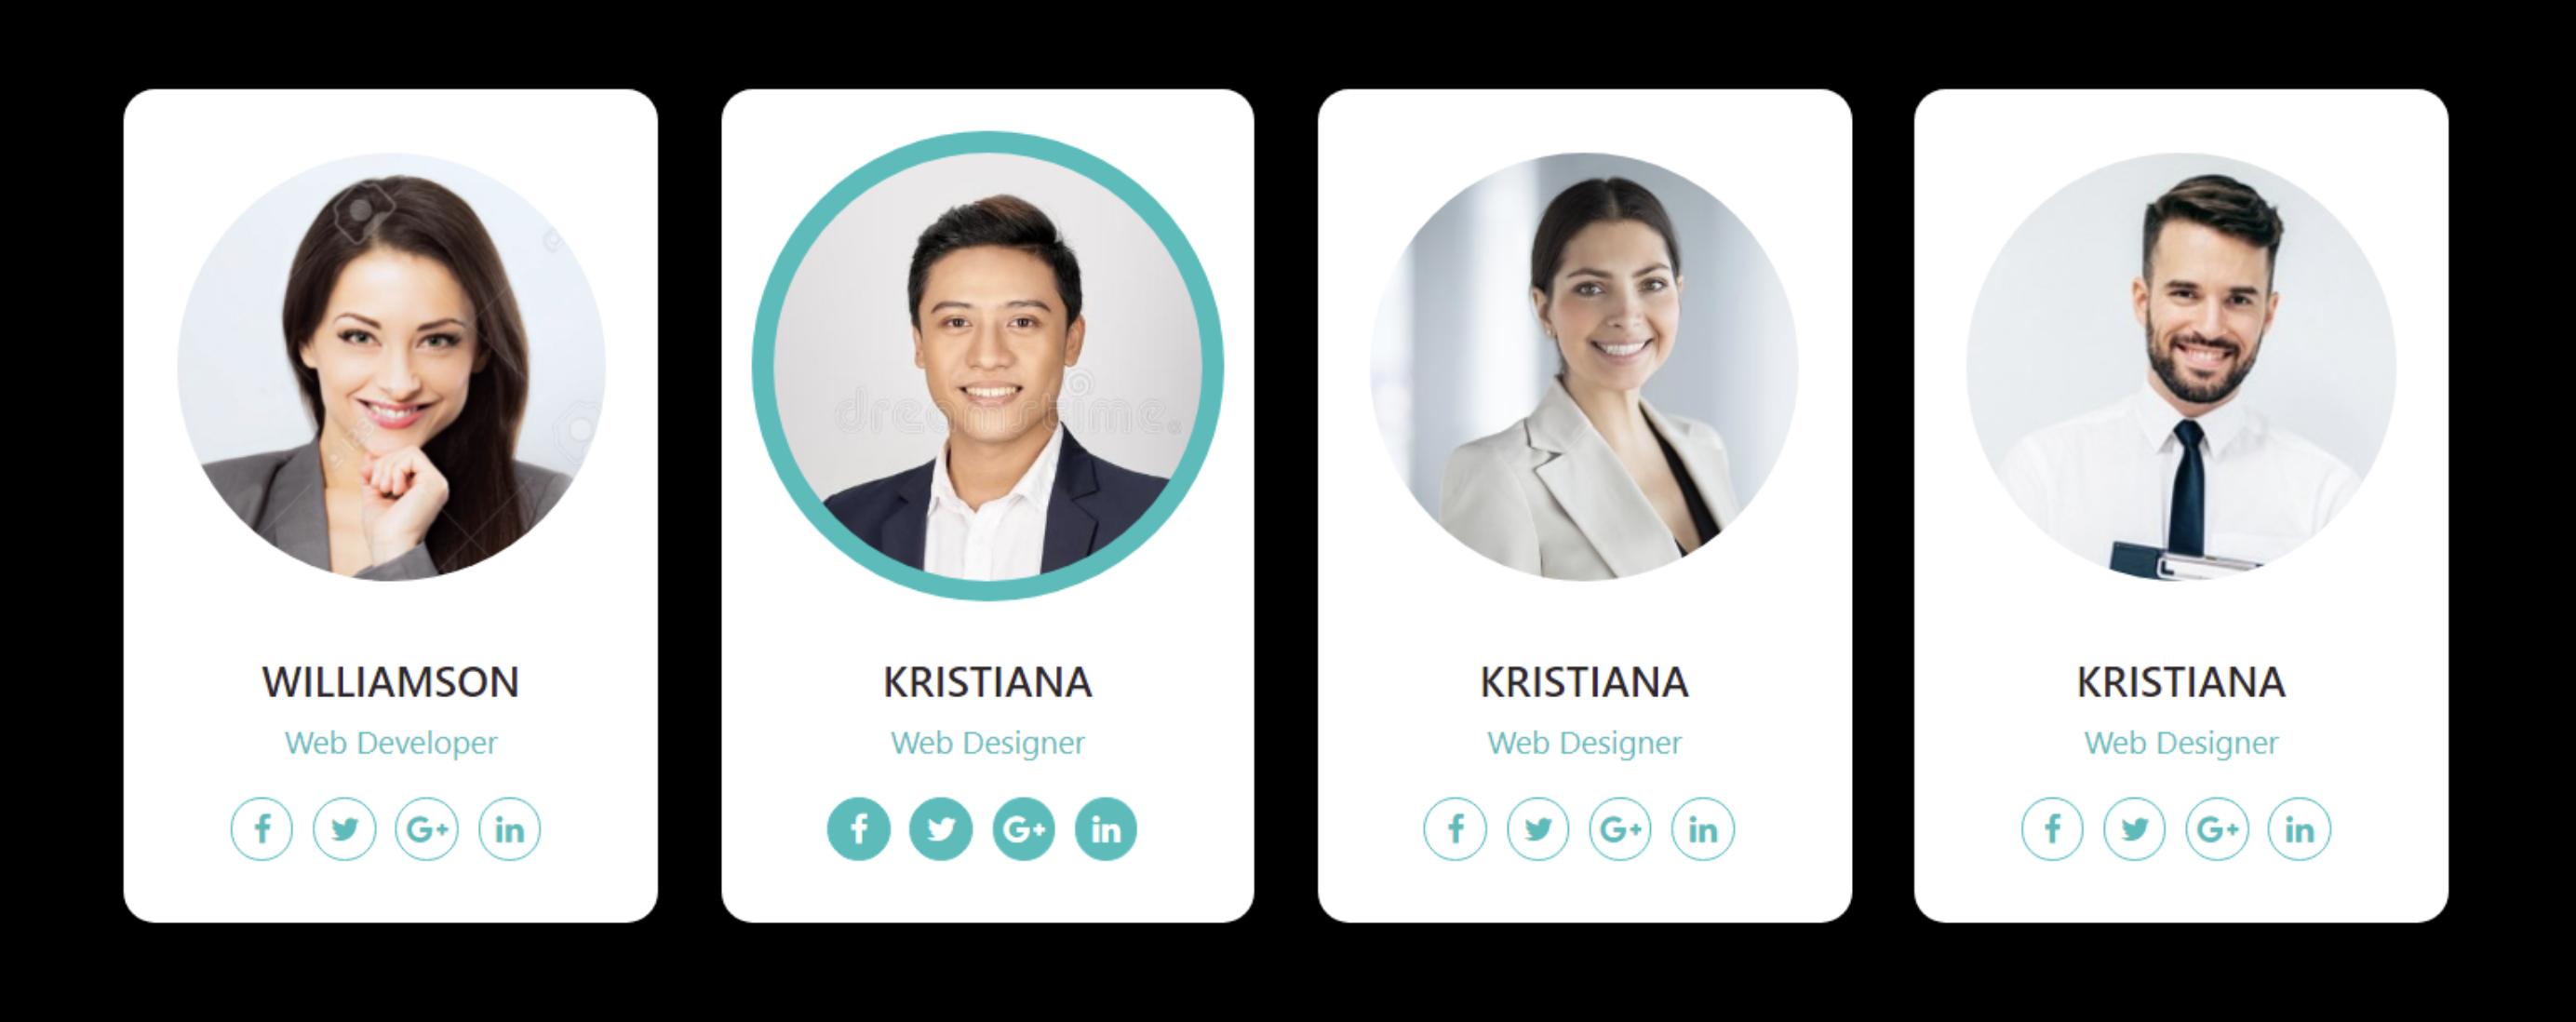 WILLIAMSON
Web Developer
f
G+
in
dreamstime.
KRISTIANA
Web Designer
f
G+
in
KRISTIANA
Web Designer
f
G+
in
KRISTIANA
Web Designer
f
G+
in